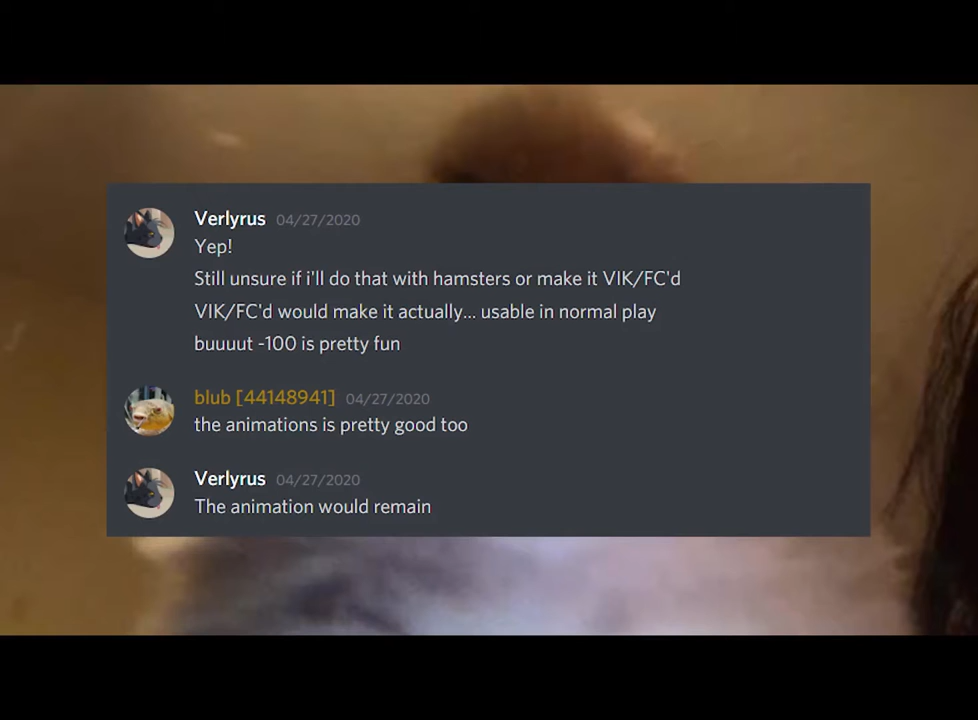 Verlyrus 04/27/2020
Yep!
Still unsure if i'll do that with hamsters or make it VIK/FC'd
VIK/FC'd would make it actually... usable in normal play
buuuut -100 is pretty fun
blub [44148941] 04/27/2020
the animations is pretty good too
Verlyrus 04/27/2020
The animation would remain